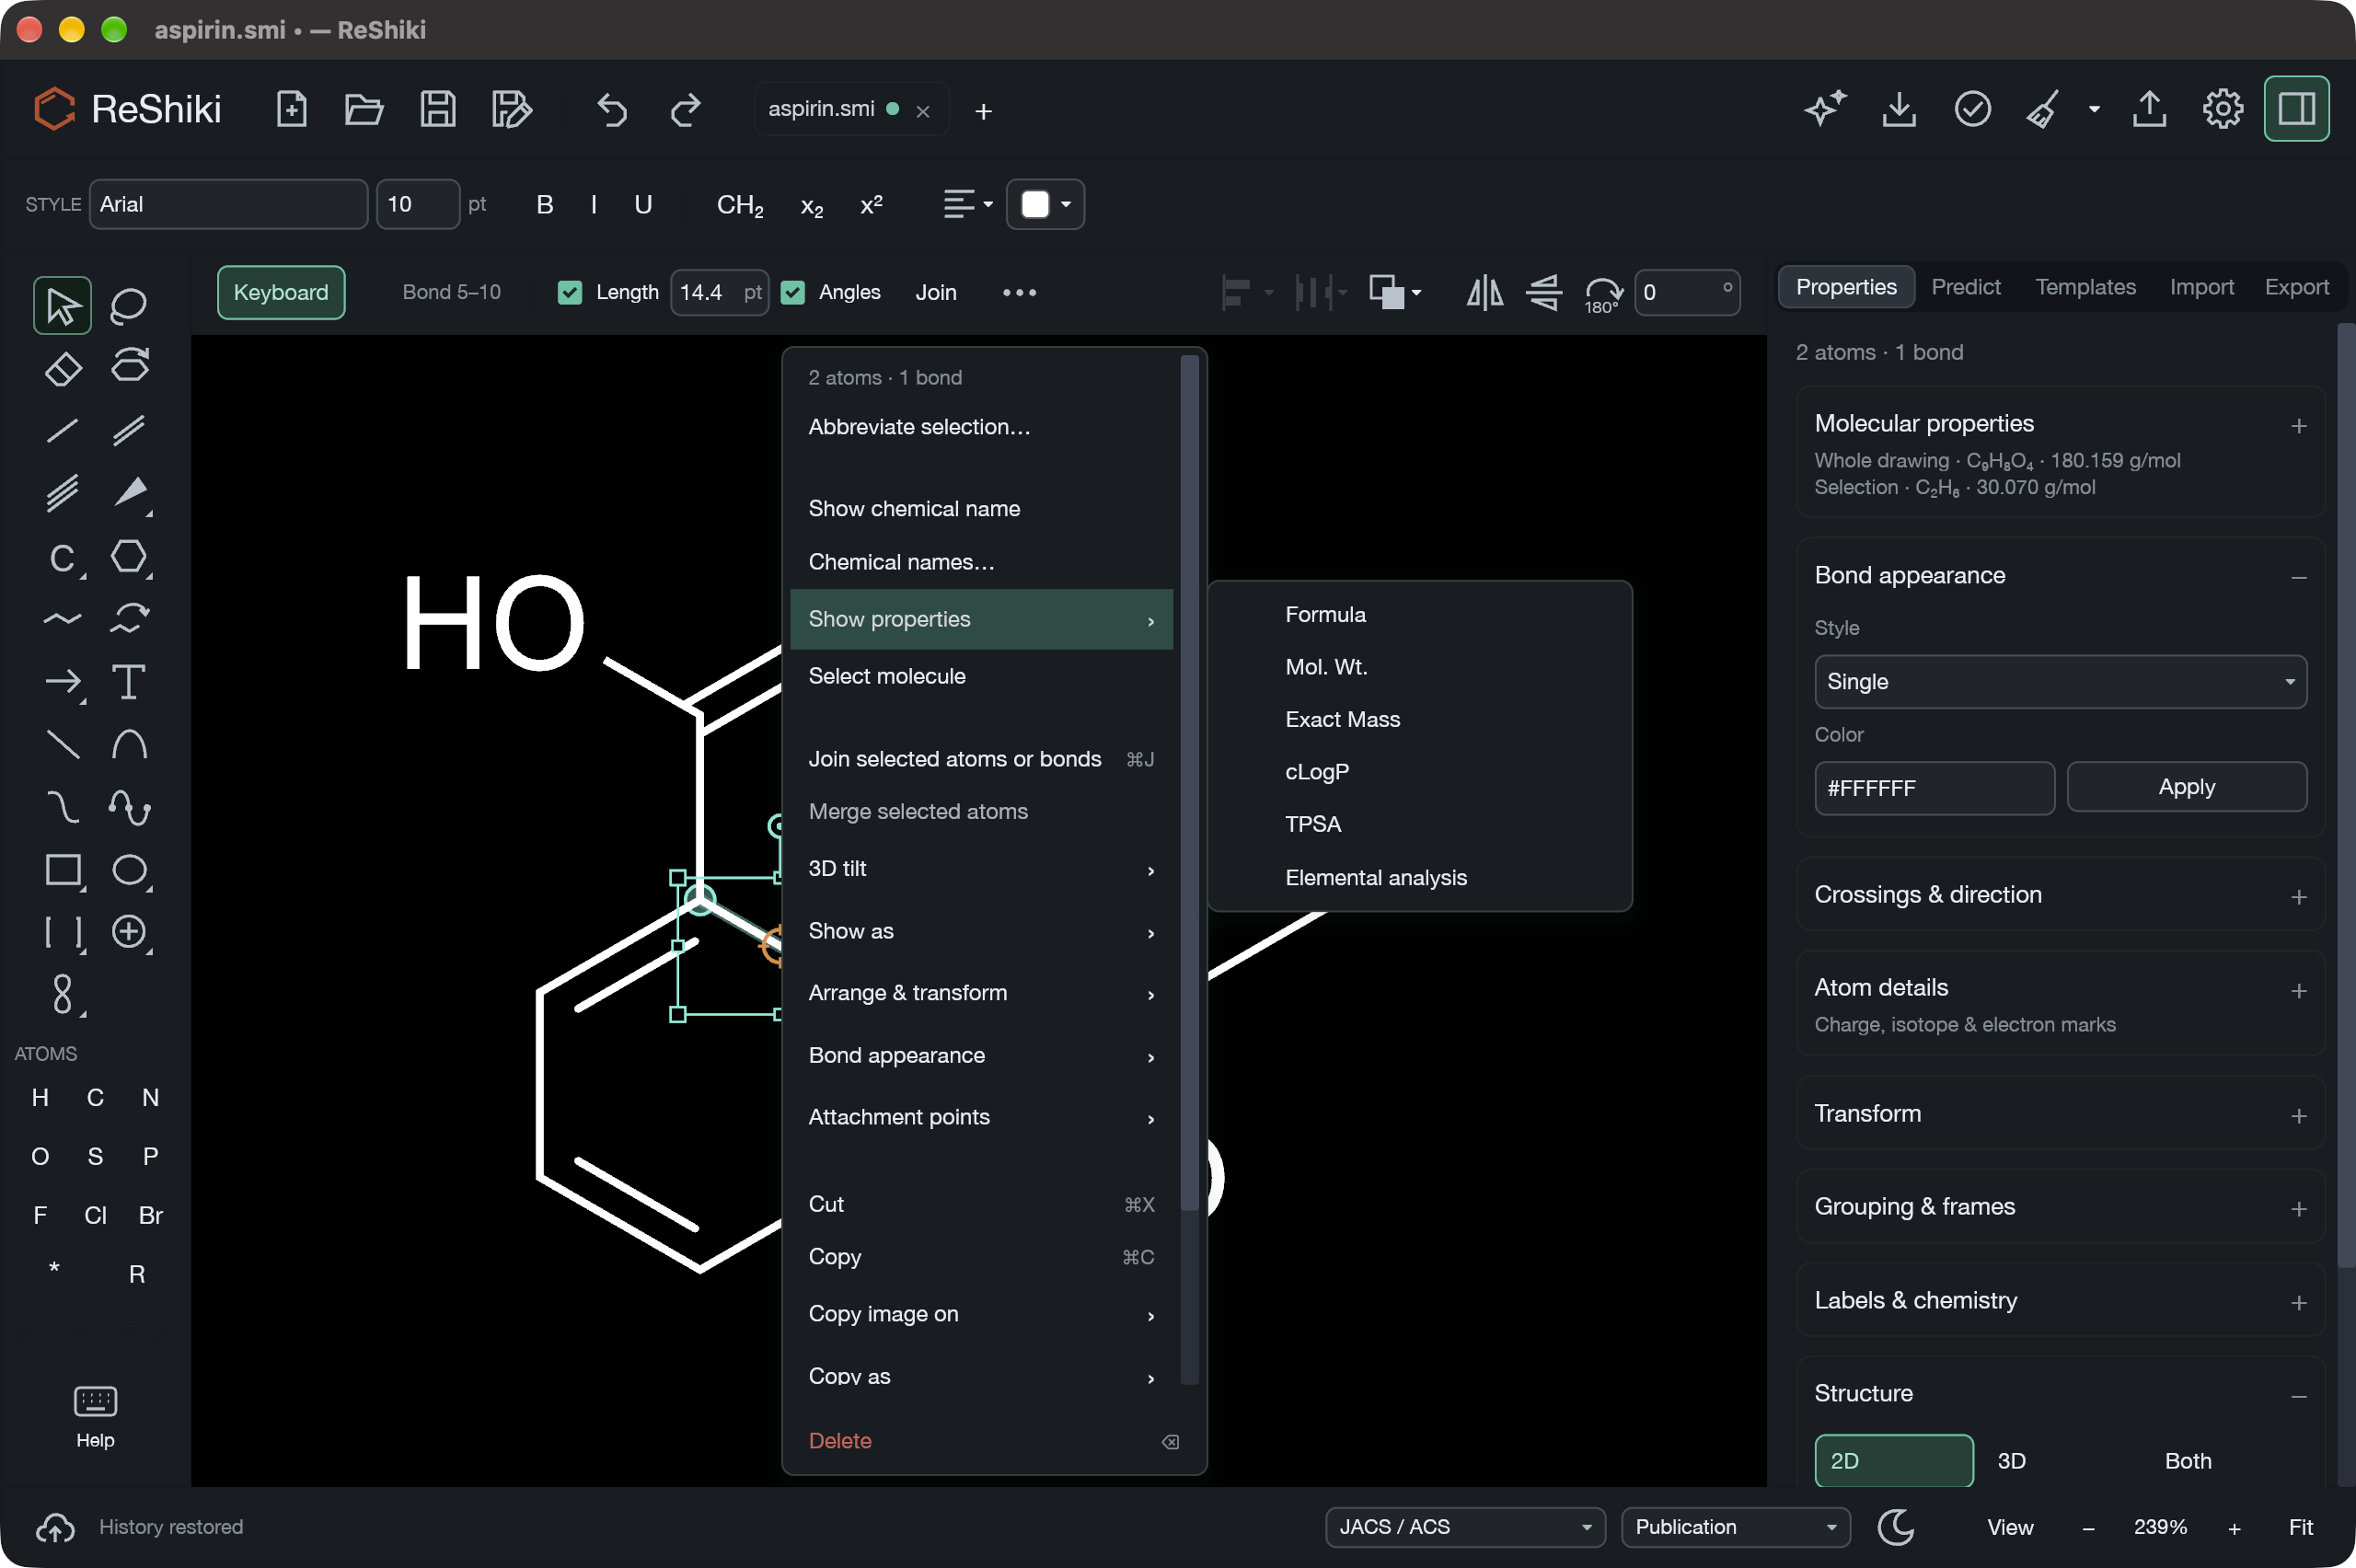 aspirin.smi • — ReShiki
ReShiki
aspirin.smi
STYLE Arial 10 pt B I U CH₂ x₂ x²
Keyboard Bond 5–10 Length 14.4 pt Angles Join ••• 180° 0 °
Properties Predict Templates Import Export
2 atoms · 1 bond
Molecular properties
Whole drawing · C₉H₈O₄ · 180.159 g/mol
Selection · C₂H₆ · 30.070 g/mol
Bond appearance
Style
Single
Color
#FFFFFF Apply
Crossings & direction
Atom details
Charge, isotope & electron marks
Transform
Grouping & frames
Labels & chemistry
Structure
2D 3D Both
2 atoms · 1 bond
Abbreviate selection…
Show chemical name
Chemical names…
Show properties
Select molecule
Join selected atoms or bonds ⌘J
Merge selected atoms
3D tilt
Show as
Arrange & transform
Bond appearance
Attachment points
Cut ⌘X
Copy ⌘C
Copy image on
Copy as
Delete ⌫
Formula
Mol. Wt.
Exact Mass
cLogP
TPSA
Elemental analysis
HO
C
T
[ ]
ATOMS
H C N
O S P
F Cl Br
* R
Help
History restored
JACS / ACS Publication View − 239% + Fit